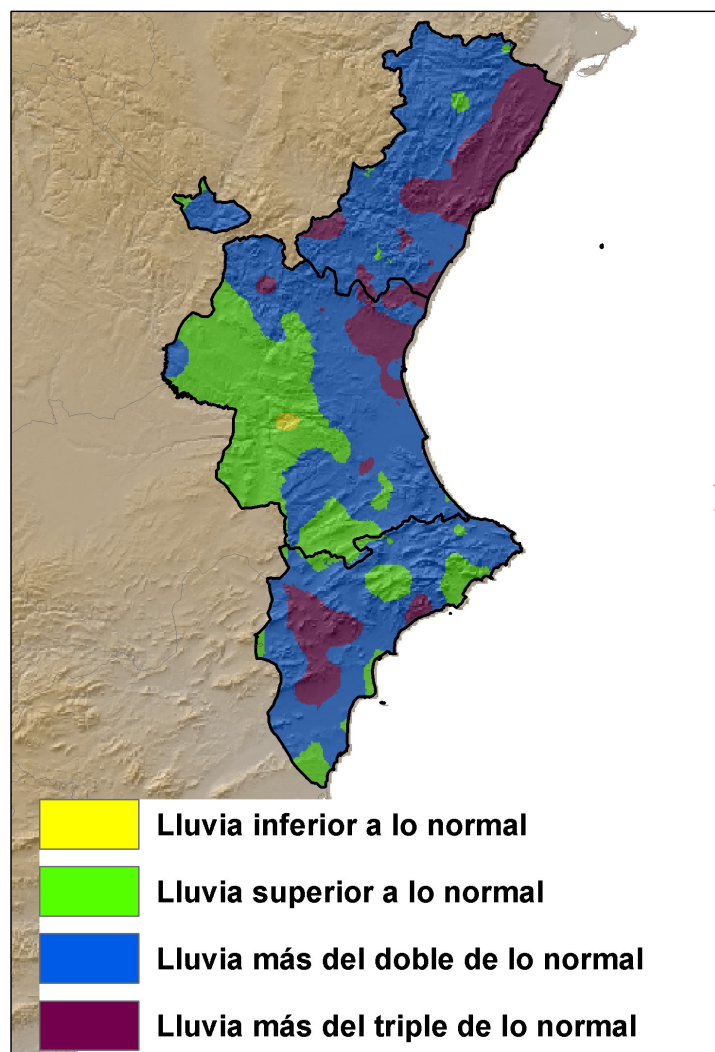 Lluvia inferior a lo normal
Lluvia superior a lo normal
Lluvia más del doble de lo normal
Lluvia más del triple de lo normal